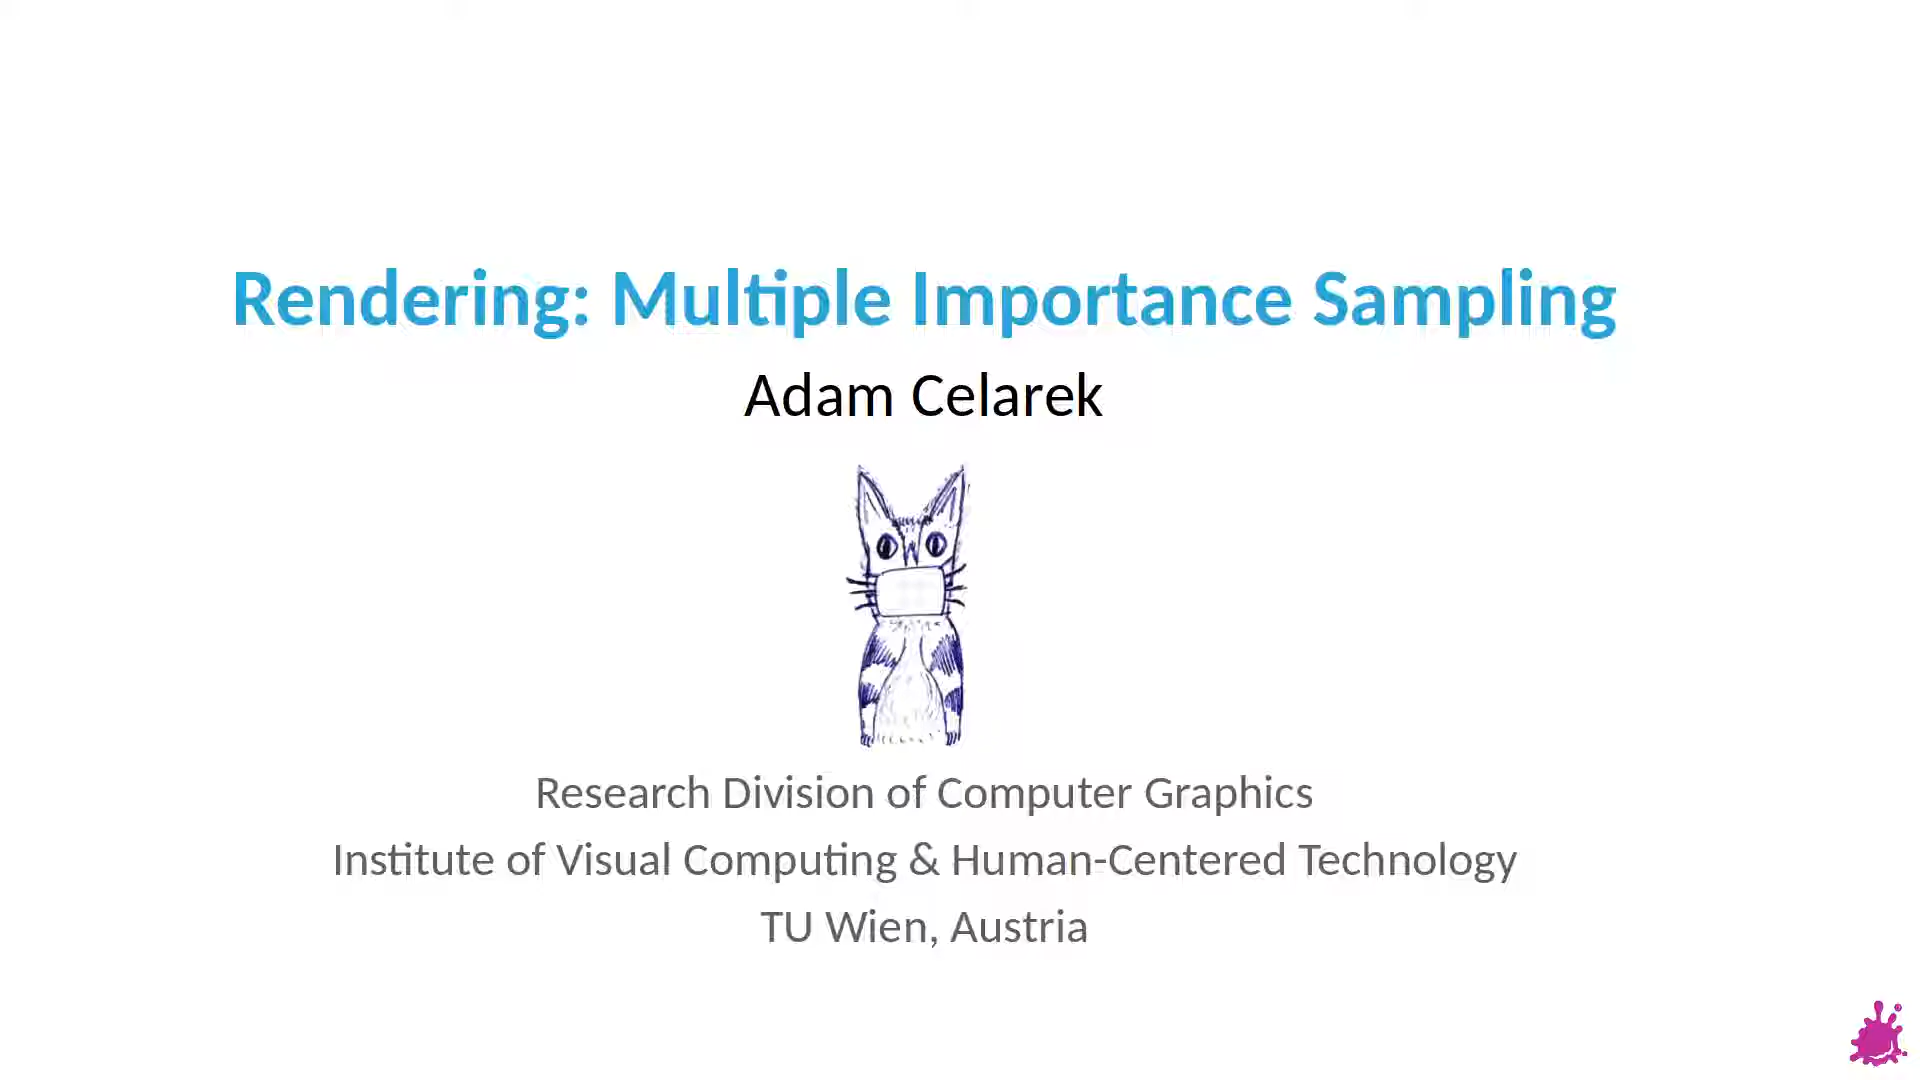 Rendering: Multiple Importance Sampling
Adam Celarek
Research Division of Computer Graphics
Institute of Visual Computing & Human-Centered Technology
TU Wien, Austria